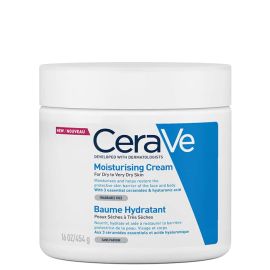 NEW / NOUVEAU
CeraVe
DEVELOPED WITH DERMATOLOGISTS
Moisturising Cream
For Dry to Very Dry Skin
Moisturises and helps restore the
protective skin barrier of the face and body
With 3 essential ceramides & hyaluronic acid
FRAGRANCE FREE
Baume Hydratant
Peaux Sèches à Très Sèches
Nourrit, hydrate et aide à restaurer la barrière
protectrice de la peau. Visage et corps.
Aux 3 céramides essentiels et acide hyaluronique
SANS PARFUM
16 OZ/454 g